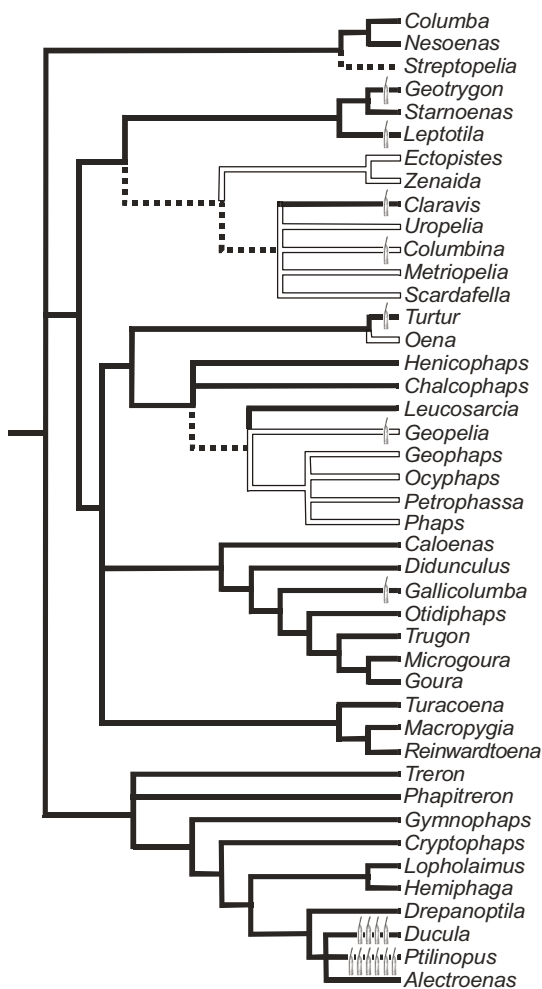 Columba
Nesoenas
Streptopelia
Geotrygon
Starnoenas
Leptotila
Ectopistes
Zenaida
Claravis
Uropelia
Columbina
Metriopelia
Scardafella
Turtur
Oena
Henicophaps
Chalcophaps
Leucosarcia
Geopelia
Geophaps
Ocyphaps
Petrophassa
Phaps
Caloenas
Didunculus
Gallicolumba
Otidiphaps
Trugon
Microgoura
Goura
Turacoena
Macropygia
Reinwardtoena
Treron
Phapitreron
Gymnophaps
Cryptophaps
Lopholaimus
Hemiphaga
Drepanoptila
Ducula
Ptilinopus
Alectroenas